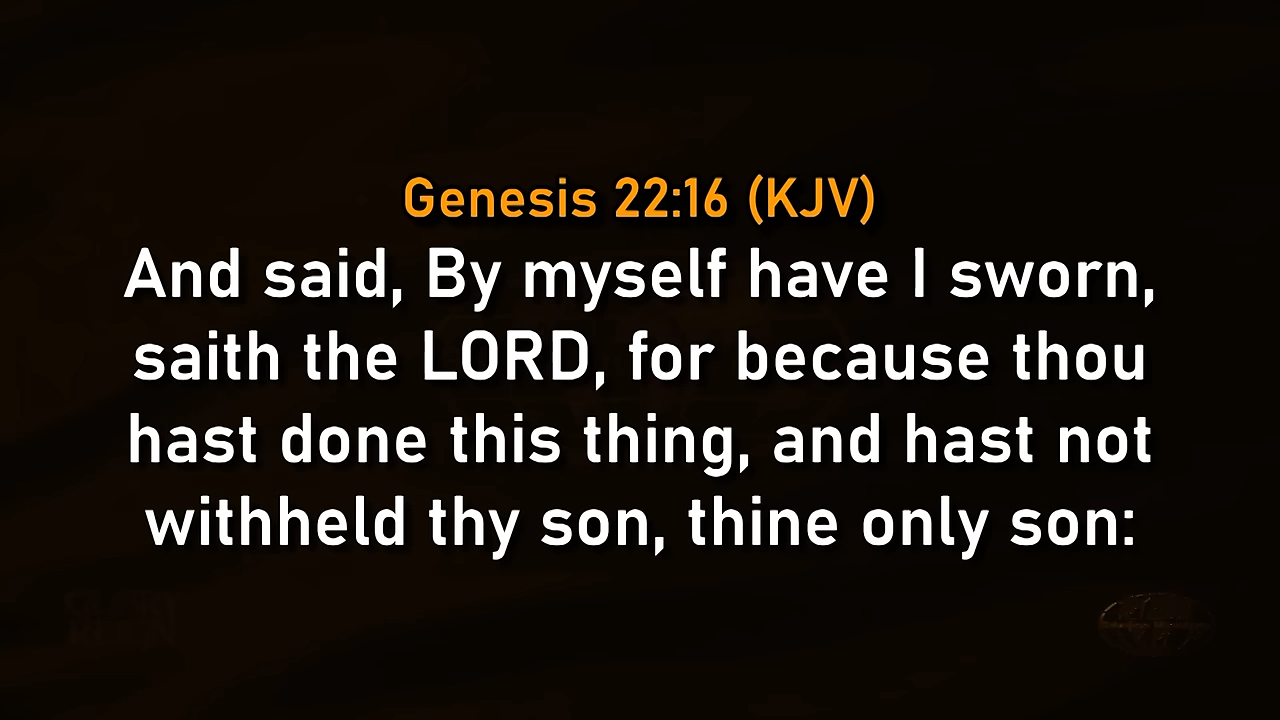 Genesis 22:16 (KJV)
And said, By myself have I sworn,
saith the LORD, for because thou
hast done this thing, and hast not
withheld thy son, thine only son: